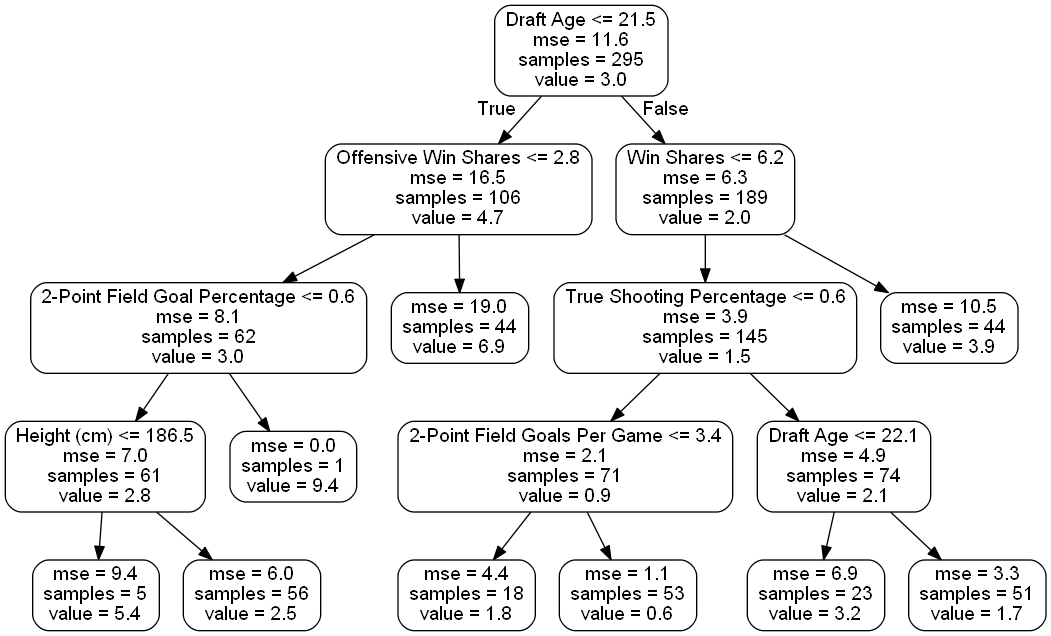 Draft Age <= 21.5
mse = 11.6
samples = 295
value = 3.0
True
False
Offensive Win Shares <= 2.8
mse = 16.5
samples = 106
value = 4.7
Win Shares <= 6.2
mse = 6.3
samples = 189
value = 2.0
2-Point Field Goal Percentage <= 0.6
mse = 8.1
samples = 62
value = 3.0
mse = 19.0
samples = 44
value = 6.9
True Shooting Percentage <= 0.6
mse = 3.9
samples = 145
value = 1.5
mse = 10.5
samples = 44
value = 3.9
Height (cm) <= 186.5
mse = 7.0
samples = 61
value = 2.8
mse = 0.0
samples = 1
value = 9.4
2-Point Field Goals Per Game <= 3.4
mse = 2.1
samples = 71
value = 0.9
Draft Age <= 22.1
mse = 4.9
samples = 74
value = 2.1
mse = 9.4
samples = 5
value = 5.4
mse = 6.0
samples = 56
value = 2.5
mse = 4.4
samples = 18
value = 1.8
mse = 1.1
samples = 53
value = 0.6
mse = 6.9
samples = 23
value = 3.2
mse = 3.3
samples = 51
value = 1.7